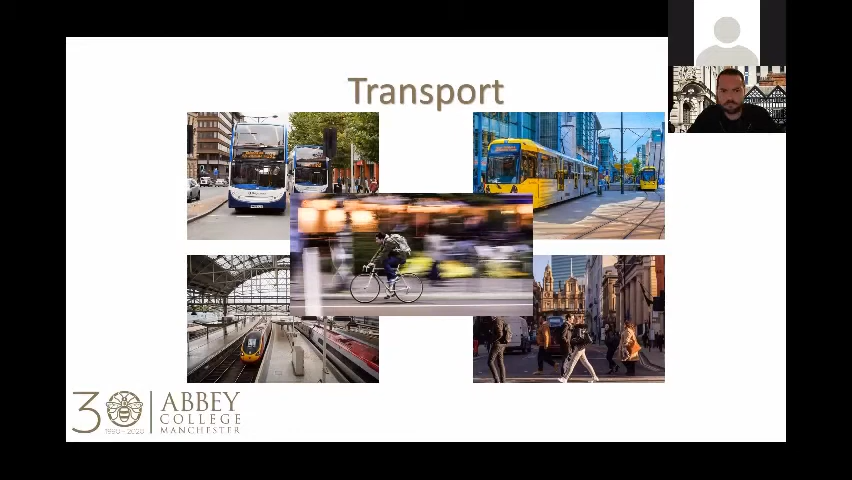 Transport
30
1990 - 2020
ABBEY
COLLEGE
MANCHESTER